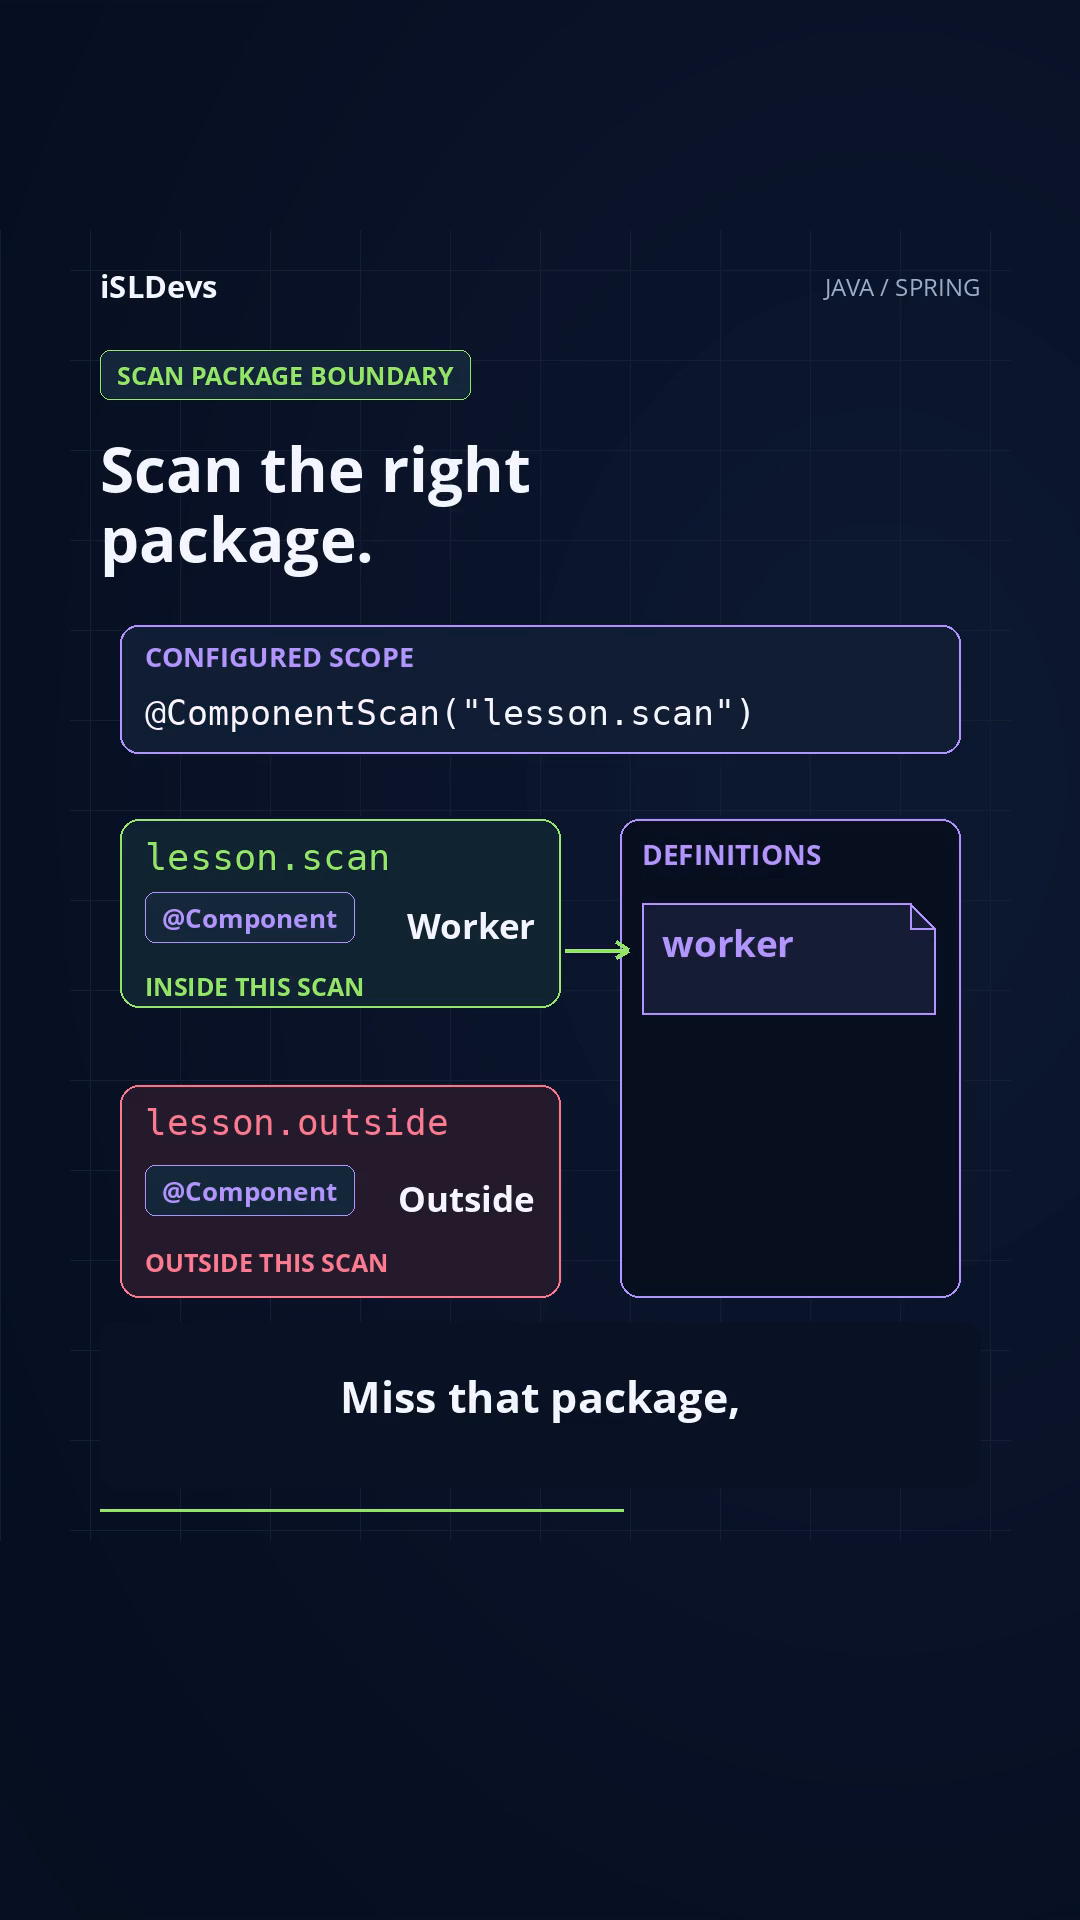 iSLDevs
JAVA / SPRING
SCAN PACKAGE BOUNDARY
Scan the right
package.
CONFIGURED SCOPE
@ComponentScan("lesson.scan")
lesson.scan
@Component
Worker
INSIDE THIS SCAN
DEFINITIONS
worker
lesson.outside
@Component
Outside
OUTSIDE THIS SCAN
Miss that package,